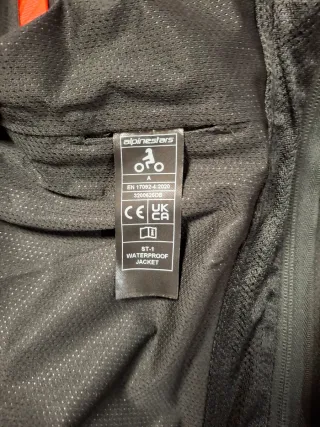 alpinestars
A
EN 17092-4:2020
CE UK
CA
ST-1
WATERPROOF
JACKET